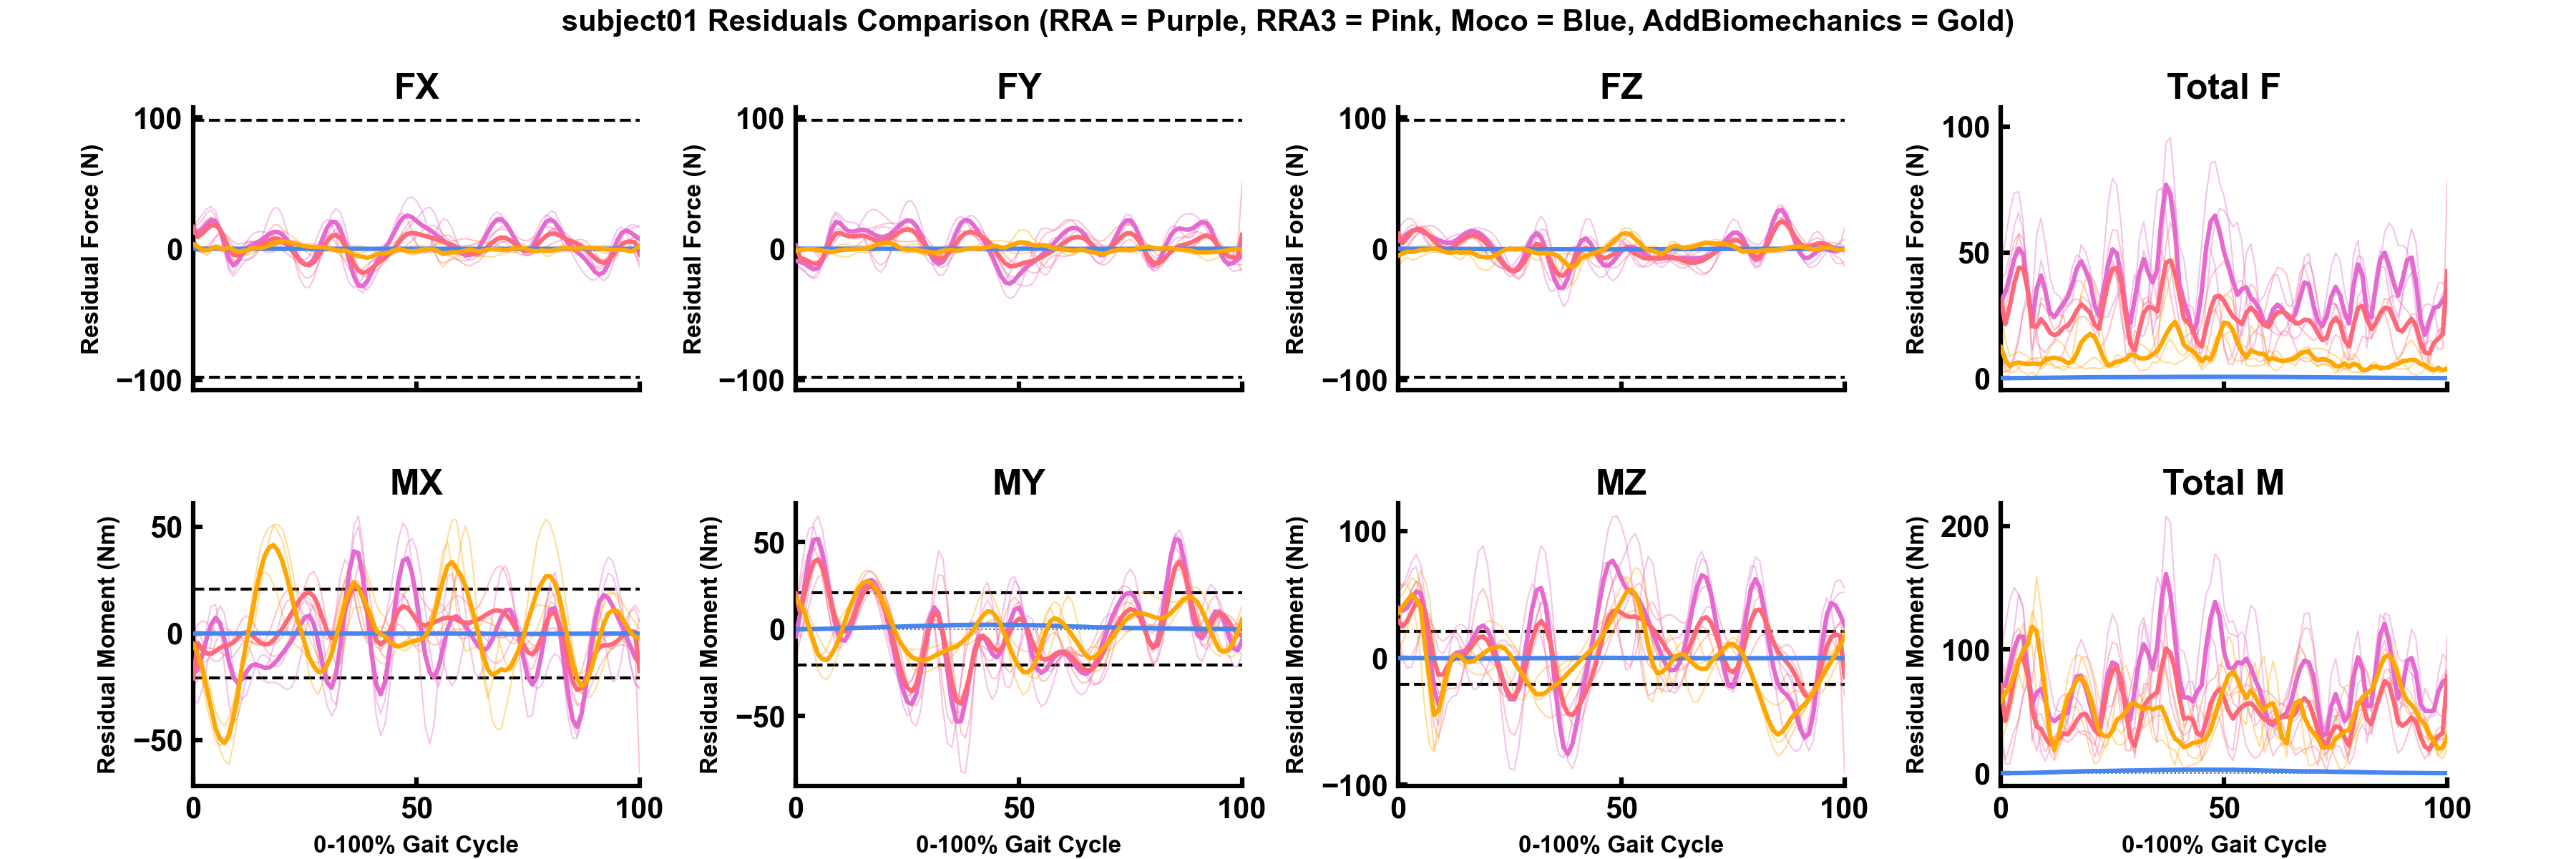 subject01 Residuals Comparison (RRA = Purple, RRA3 = Pink, Moco = Blue, AddBiomechanics = Gold)
FX
Residual Force (N)
100
0
−100
FY
Residual Force (N)
100
0
−100
FZ
Residual Force (N)
100
0
−100
Total F
Residual Force (N)
100
50
0
MX
Residual Moment (Nm)
50
0
−50
0 50 100
0-100% Gait Cycle
MY
Residual Moment (Nm)
50
0
−50
0 50 100
0-100% Gait Cycle
MZ
Residual Moment (Nm)
100
0
−100
0 50 100
0-100% Gait Cycle
Total M
Residual Moment (Nm)
200
100
0
0 50 100
0-100% Gait Cycle